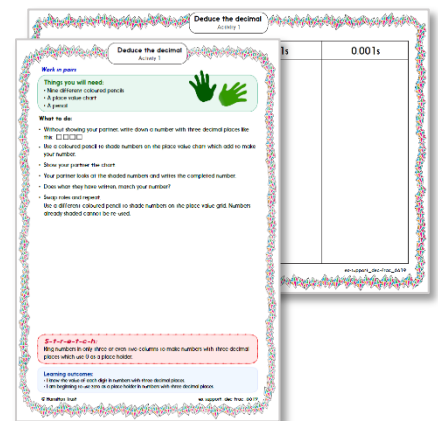 Deduce the decimal
Activity 1
1s
0.001s
ex-support_dec-frac_6619
Deduce the decimal
Activity 1
Work in pairs
Things you will need:
• Nine different coloured pencils
• A place value chart
• A pencil
What to do:
• Without showing your partner, write down a number with three decimal places like
this: □.□□□
• Use a coloured pencil to shade numbers on the place value chart which add to make
your number.
• Show your partner the chart.
• Your partner looks at the shaded numbers and writes the completed number.
• Does what they have written, match your number?
• Swap roles and repeat.
Use a different coloured pencil to shade numbers on the place value grid. Numbers
already shaded cannot be re-used.
S-t-r-e-t-c-h:
Ring numbers in only three or even two columns to make numbers with three decimal
places which use 0 as a place holder.
Learning outcomes:
• I know the value of each digit in numbers with three decimal places.
• I am beginning to use zero as a place holder in numbers with three decimal places.
© Hamilton Trust
ex-support_dec-frac_6619